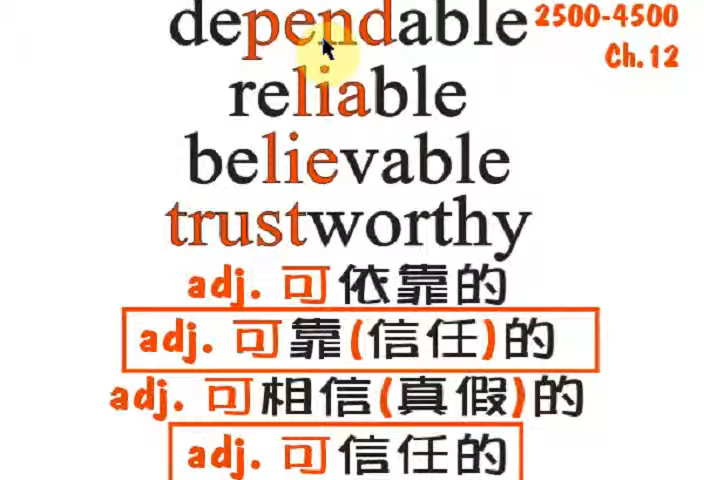 dependable
2500-4500
Ch.12
reliable
believable
trustworthy
adj. 可依靠的
adj. 可靠(信任)的
adj. 可相信(真假)的
adj. 可信任的